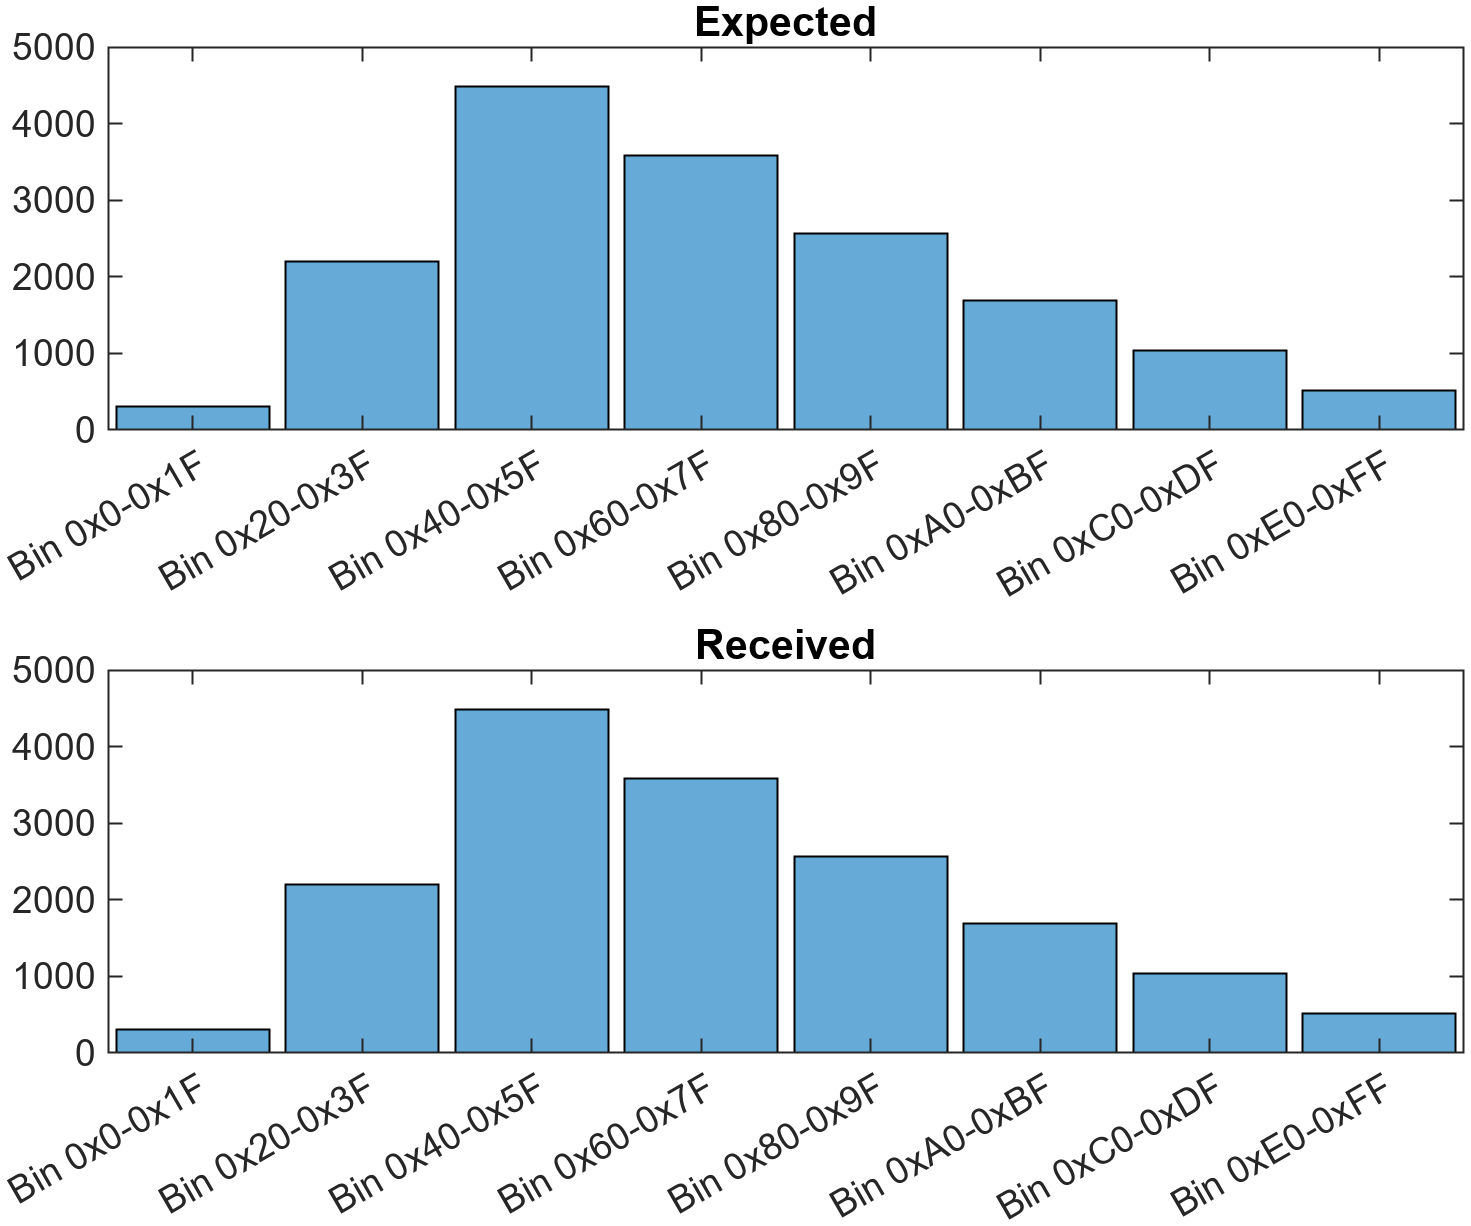 Expected
5000
4000
3000
2000
1000
0
Bin 0x0-0x1F
Bin 0x20-0x3F
Bin 0x40-0x5F
Bin 0x60-0x7F
Bin 0x80-0x9F
Bin 0xA0-0xBF
Bin 0xC0-0xDF
Bin 0xE0-0xFF
Received
5000
4000
3000
2000
1000
0
Bin 0x0-0x1F
Bin 0x20-0x3F
Bin 0x40-0x5F
Bin 0x60-0x7F
Bin 0x80-0x9F
Bin 0xA0-0xBF
Bin 0xC0-0xDF
Bin 0xE0-0xFF